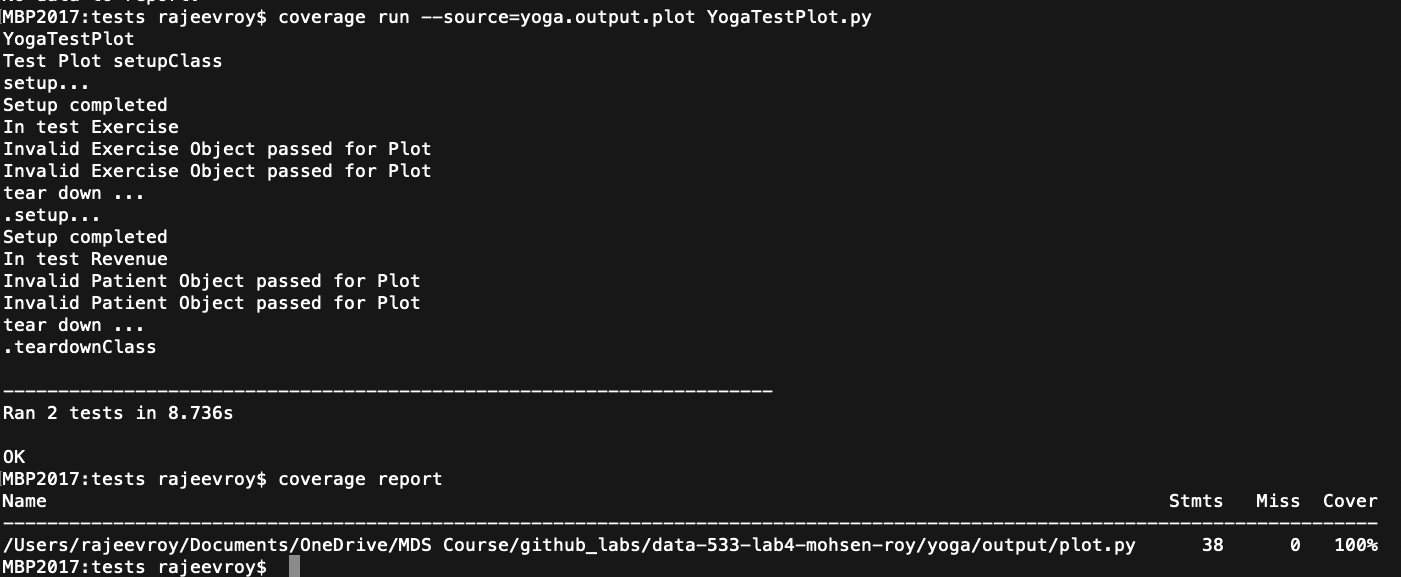 No data to report.
MBP2017:tests rajeevroy$ coverage run --source=yoga.output.plot YogaTestPlot.py
YogaTestPlot
Test Plot setupClass
setup...
Setup completed
In test Exercise
Invalid Exercise Object passed for Plot
Invalid Exercise Object passed for Plot
tear down ...
.setup...
Setup completed
In test Revenue
Invalid Patient Object passed for Plot
Invalid Patient Object passed for Plot
tear down ...
.teardownClass
----------------------------------------------------------------------
Ran 2 tests in 8.736s
OK
MBP2017:tests rajeevroy$ coverage report
Name Stmts Miss Cover
----------------------------------------------------------------------------------------------------------------------------
/Users/rajeevroy/Documents/OneDrive/MDS Course/github_labs/data-533-lab4-mohsen-roy/yoga/output/plot.py 38 0 100%
MBP2017:tests rajeevroy$